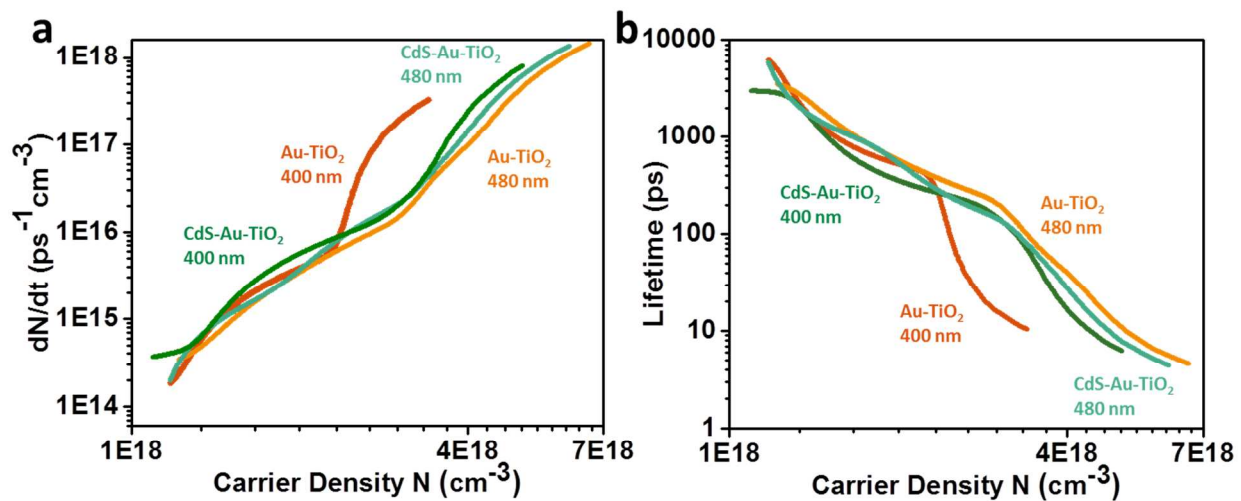 a
1E18
1E17
1E16
1E15
1E14
dN/dt (ps⁻¹cm⁻³)
CdS-Au-TiO₂
480 nm
Au-TiO₂
400 nm
Au-TiO₂
480 nm
CdS-Au-TiO₂
400 nm
1E18
4E18
7E18
Carrier Density N (cm⁻³)
b
10000
1000
100
10
1
Lifetime (ps)
CdS-Au-TiO₂
400 nm
Au-TiO₂
480 nm
Au-TiO₂
400 nm
CdS-Au-TiO₂
480 nm
1E18
4E18
7E18
Carrier Density N (cm⁻³)